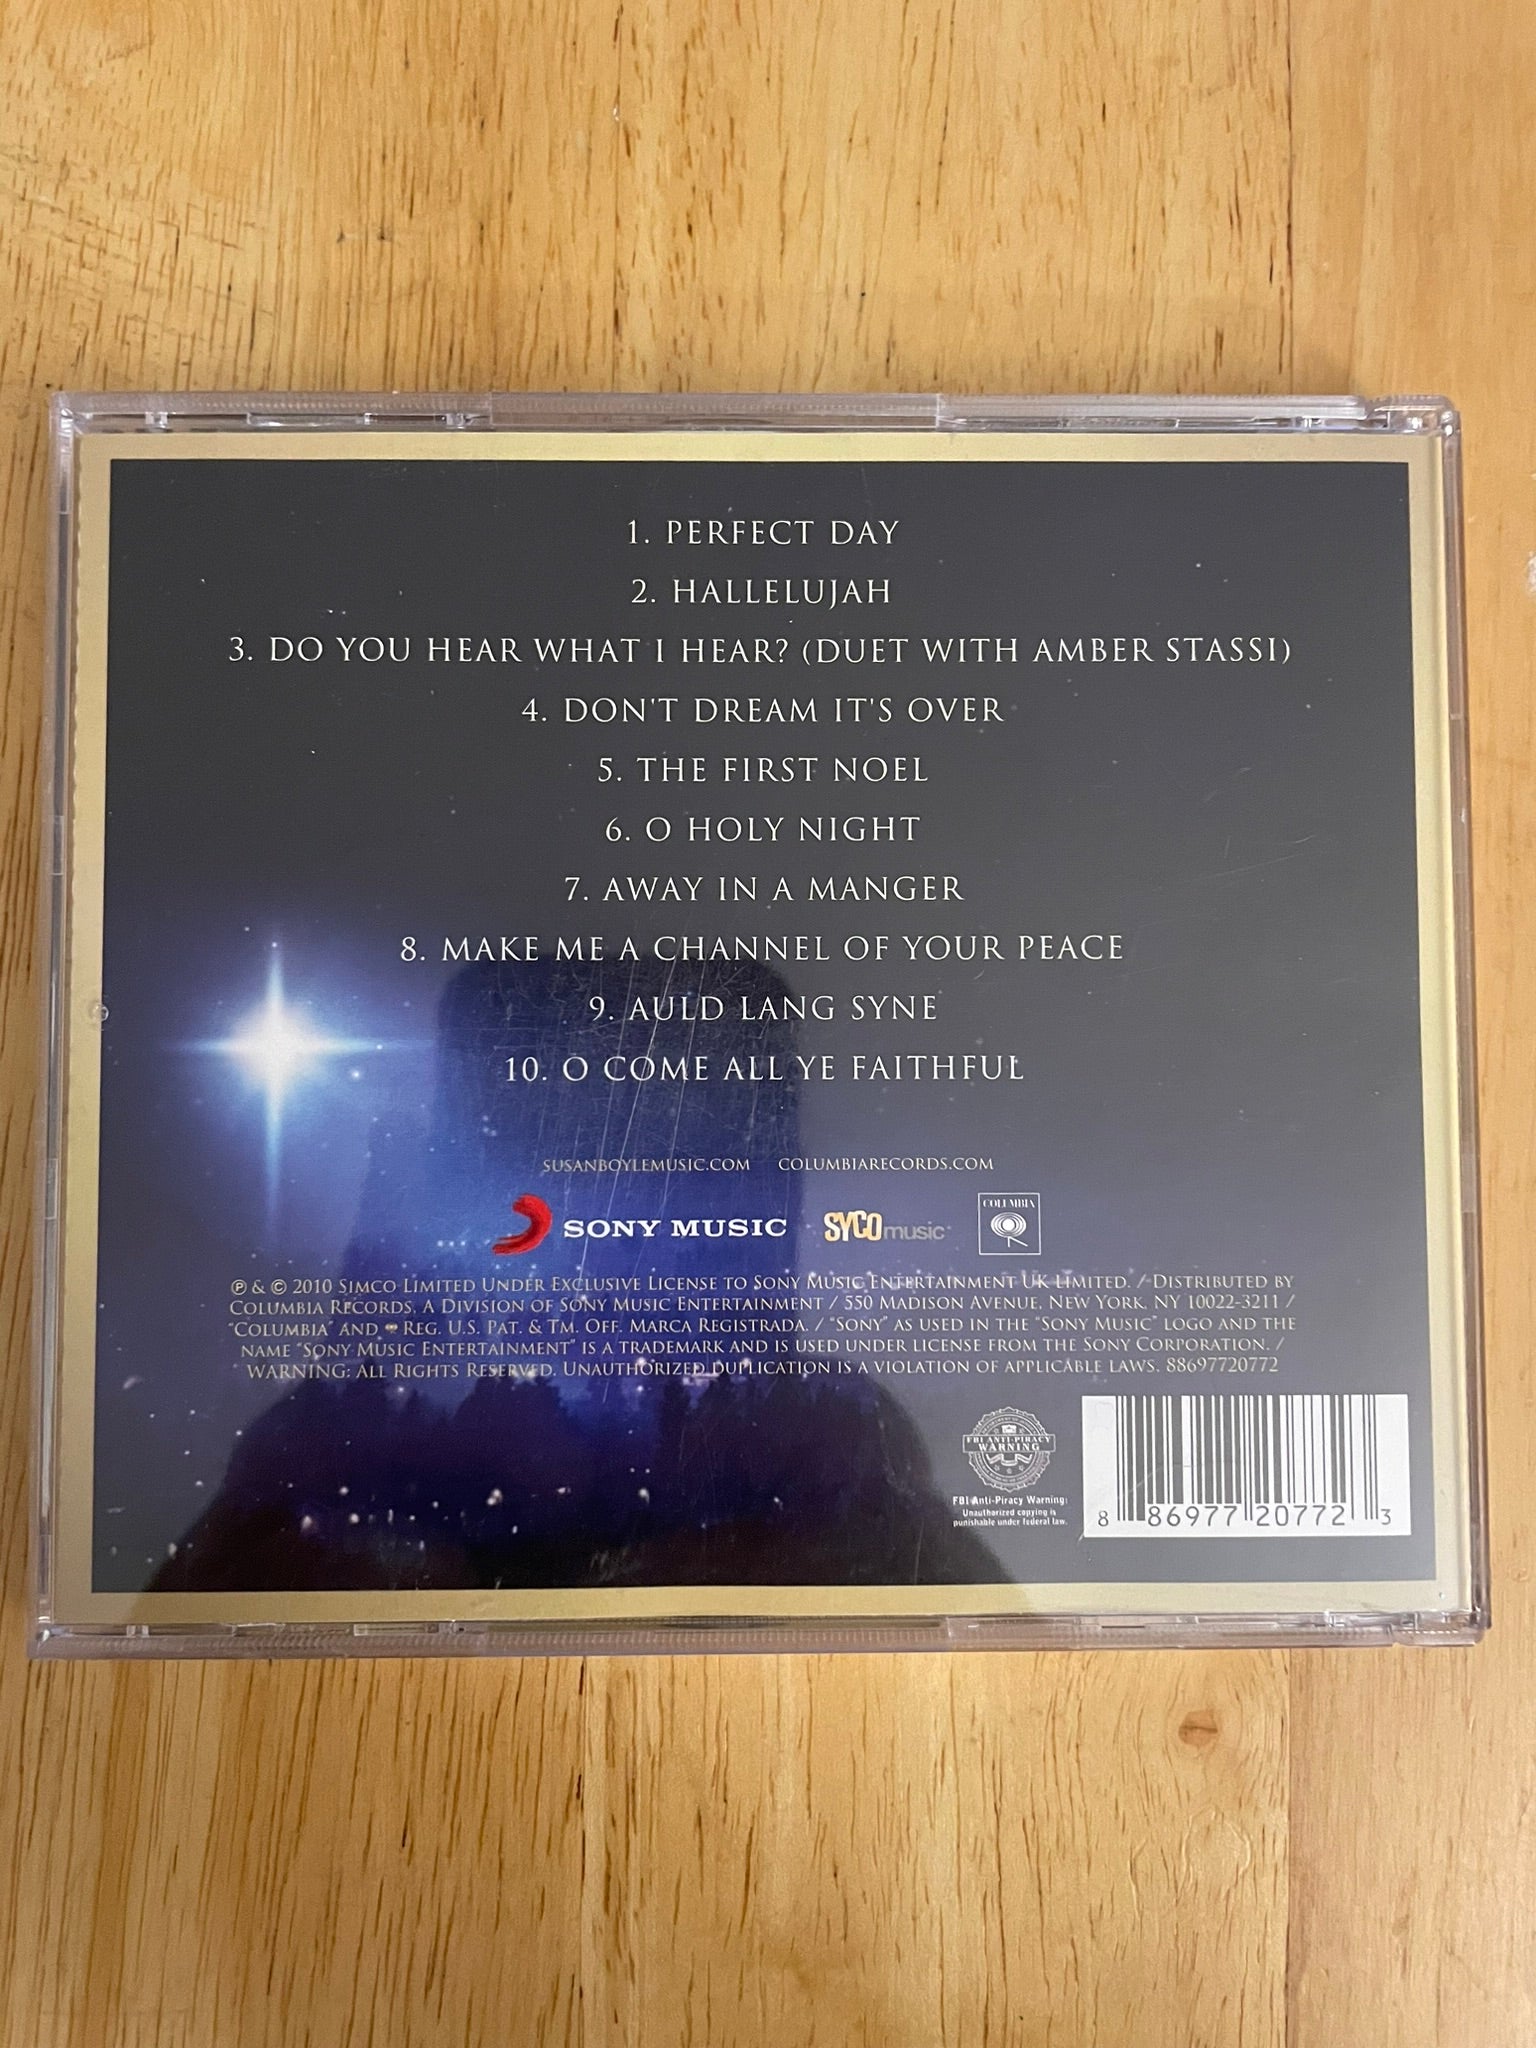 1. PERFECT DAY
2. HALLELUJAH
3. DO YOU HEAR WHAT I HEAR? (DUET WITH AMBER STASSI)
4. DON'T DREAM IT'S OVER
5. THE FIRST NOEL
6. O HOLY NIGHT
7. AWAY IN A MANGER
8. MAKE ME A CHANNEL OF YOUR PEACE
9. AULD LANG SYNE
10. O COME ALL YE FAITHFUL
SUSANBOYLEMUSIC.COM COLUMBIARECORDS.COM
SONY MUSIC SYCO music COLUMBIA
℗ & © 2010 SIMCO LIMITED UNDER EXCLUSIVE LICENSE TO SONY MUSIC ENTERTAINMENT UK LIMITED. / DISTRIBUTED BY
COLUMBIA RECORDS, A DIVISION OF SONY MUSIC ENTERTAINMENT / 550 MADISON AVENUE, NEW YORK, NY 10022-3211 /
"COLUMBIA" AND REG. U.S. PAT. & TM. OFF. MARCA REGISTRADA. / "SONY" AS USED IN THE "SONY MUSIC" LOGO AND THE
NAME "SONY MUSIC ENTERTAINMENT" IS A TRADEMARK AND IS USED UNDER LICENSE FROM THE SONY CORPORATION. /
WARNING: ALL RIGHTS RESERVED. UNAUTHORIZED DUPLICATION IS A VIOLATION OF APPLICABLE LAWS. 88697720772
FBI ANTI-PIRACY
WARNING
FBI Anti-Piracy Warning:
Unauthorized copying is
punishable under federal law.
8 86977 20772 3